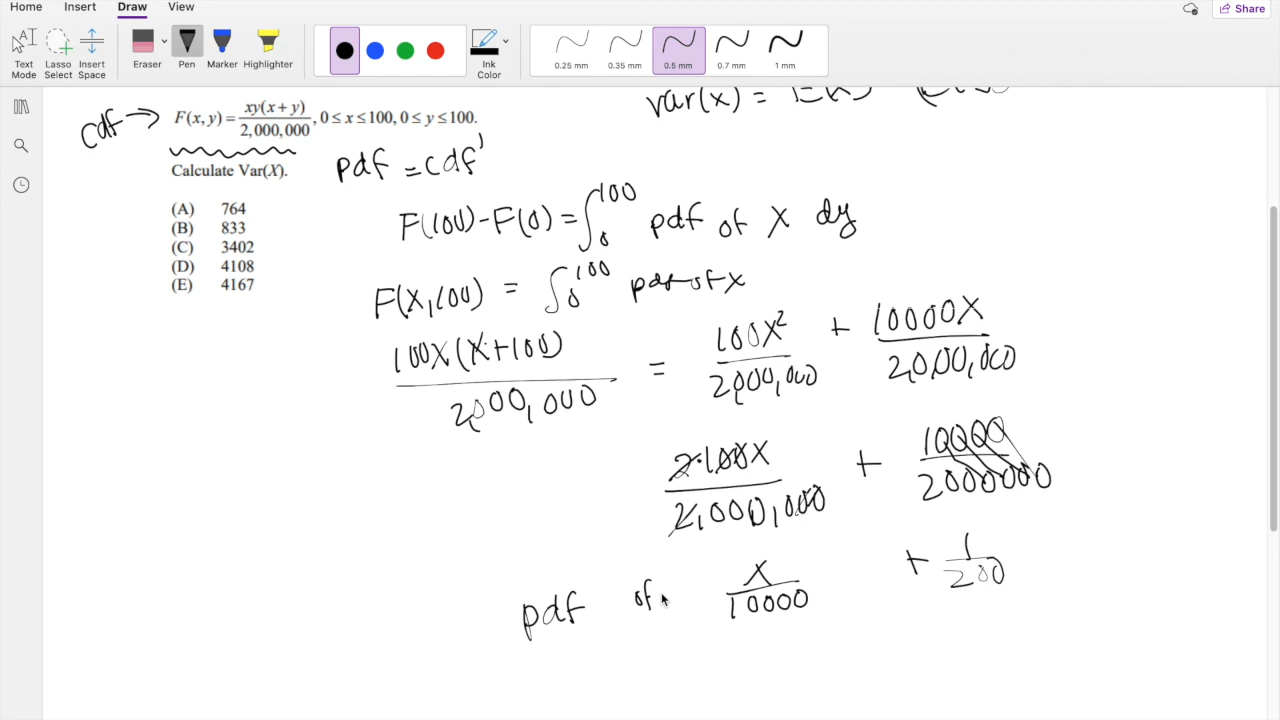 Home Insert Draw View Share
Text Mode Lasso Select Insert Space Eraser Pen Marker Highlighter Ink Color 0.25 mm 0.35 mm 0.5 mm 0.7 mm 1 mm
var(x) =
cdf → F(x, y) = xy(x + y) / 2,000,000, 0 ≤ x ≤ 100, 0 ≤ y ≤ 100.
Calculate Var(X).
pdf = cdf'
(A) 764
(B) 833
(C) 3402
(D) 4108
(E) 4167
F(100) - F(0) = ∫₀¹⁰⁰ pdf of X dy
F(X,100) = ∫₀¹⁰⁰ pdf of x
100X (X+100) / 2,000,000 = 100X² / 2,000,000 + 10000X / 2,000,000
2·100X / 2,000,000 + 10000 / 2000000
pdf of X / 10000 + 1 / 200